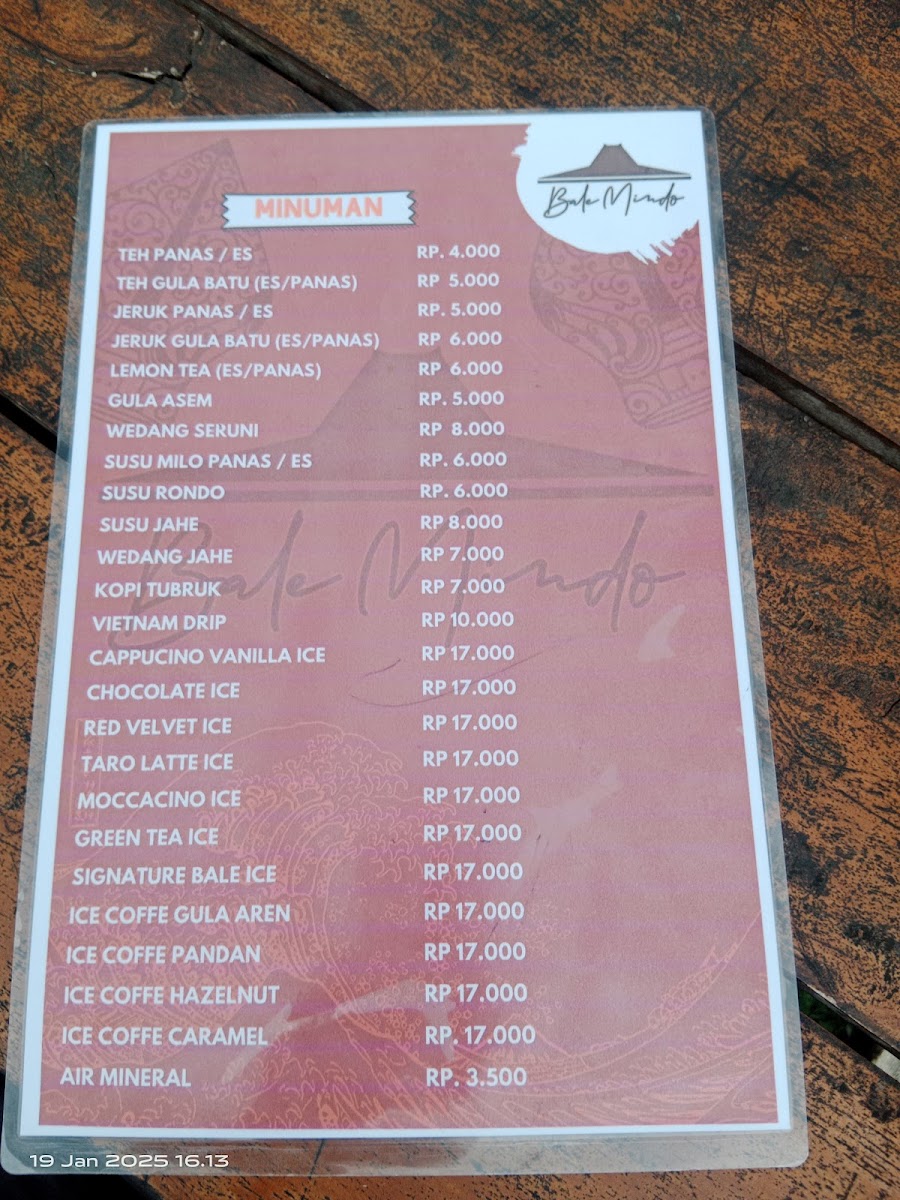 Bale Mindo
MINUMAN
TEH PANAS / ES RP. 4.000
TEH GULA BATU (ES/PANAS) RP 5.000
JERUK PANAS / ES RP. 5.000
JERUK GULA BATU (ES/PANAS) RP 6.000
LEMON TEA (ES/PANAS) RP 6.000
GULA ASEM RP. 5.000
WEDANG SERUNI RP 8.000
SUSU MILO PANAS / ES RP. 6.000
SUSU RONDO RP. 6.000
SUSU JAHE RP 8.000
WEDANG JAHE RP 7.000
KOPI TUBRUK RP 7.000
VIETNAM DRIP RP 10.000
CAPPUCINO VANILLA ICE RP 17.000
CHOCOLATE ICE RP 17.000
RED VELVET ICE RP 17.000
TARO LATTE ICE RP 17.000
MOCCACINO ICE RP 17.000
GREEN TEA ICE RP 17.000
SIGNATURE BALE ICE RP 17.000
ICE COFFE GULA AREN RP 17.000
ICE COFFE PANDAN RP 17.000
ICE COFFE HAZELNUT RP 17.000
ICE COFFE CARAMEL RP. 17.000
AIR MINERAL RP. 3.500
Bale Mindo
19 Jan 2025 16.13